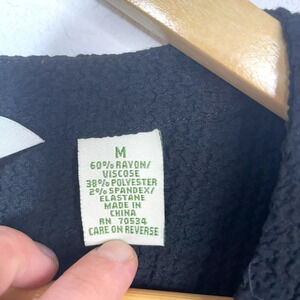 M
60% RAYON/
VISCOSE
38% POLYESTER
2% SPANDEX/
ELASTANE
MADE IN
CHINA
RN 70534
CARE ON REVERSE